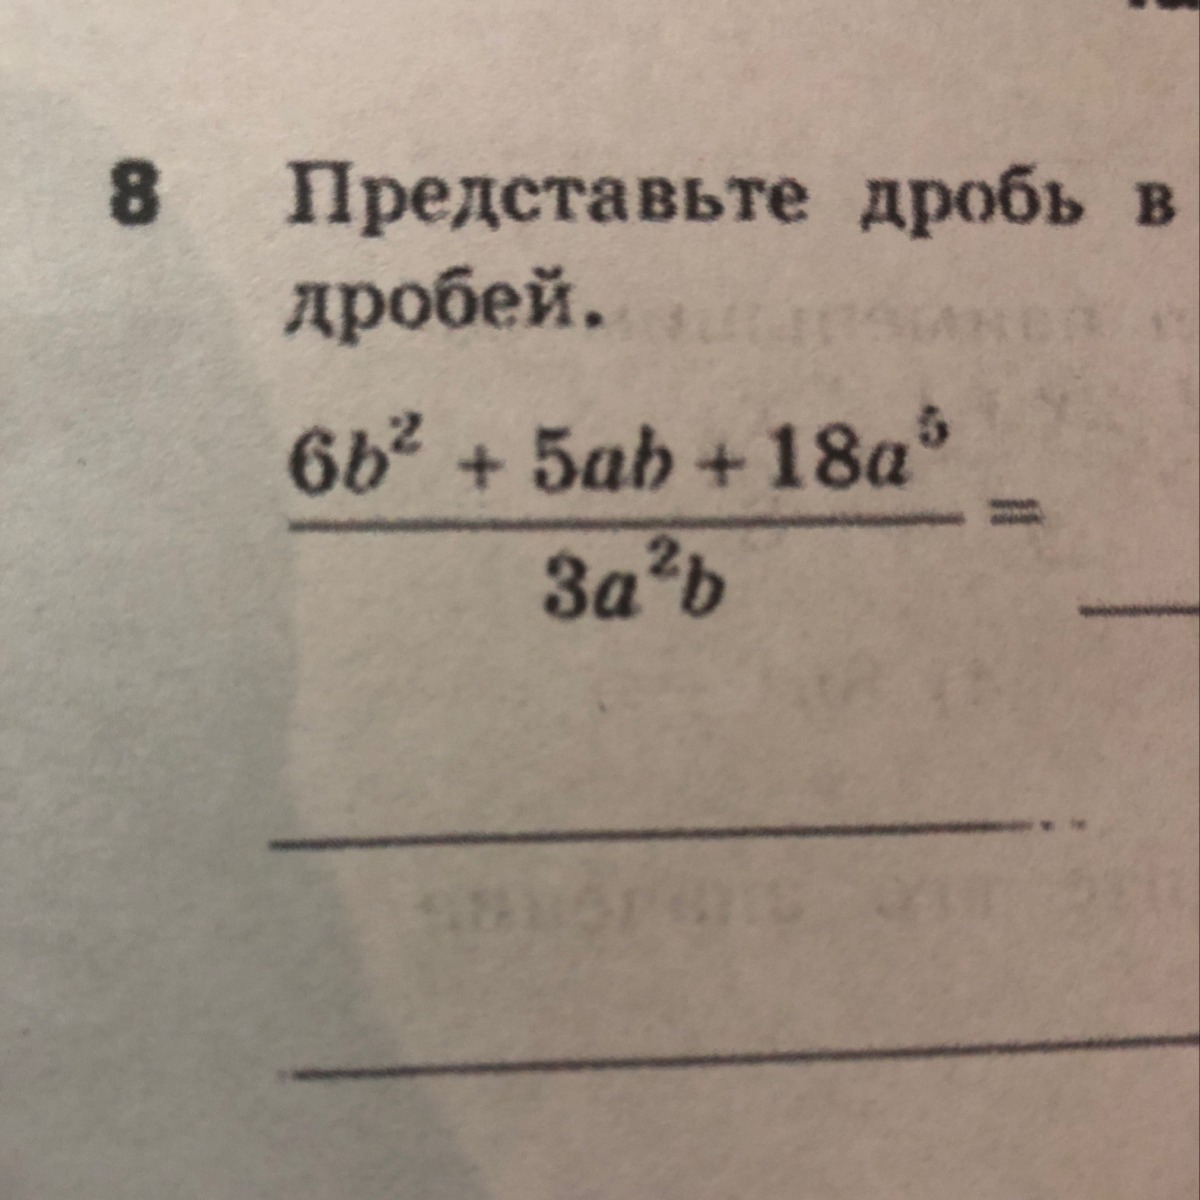 8 Представьте дробь в
дробей.
6b² + 5ab + 18a⁵
=
3a²b